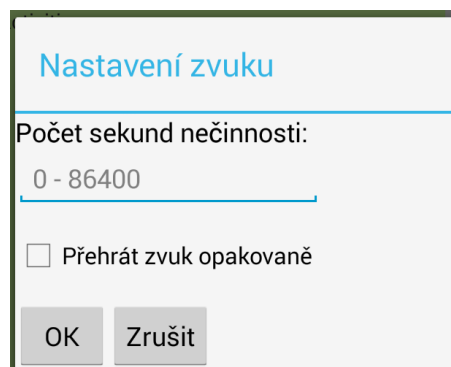 Nastavení zvuku
Počet sekund nečinnosti:
0 - 86400
Přehrát zvuk opakovaně
OK Zrušit